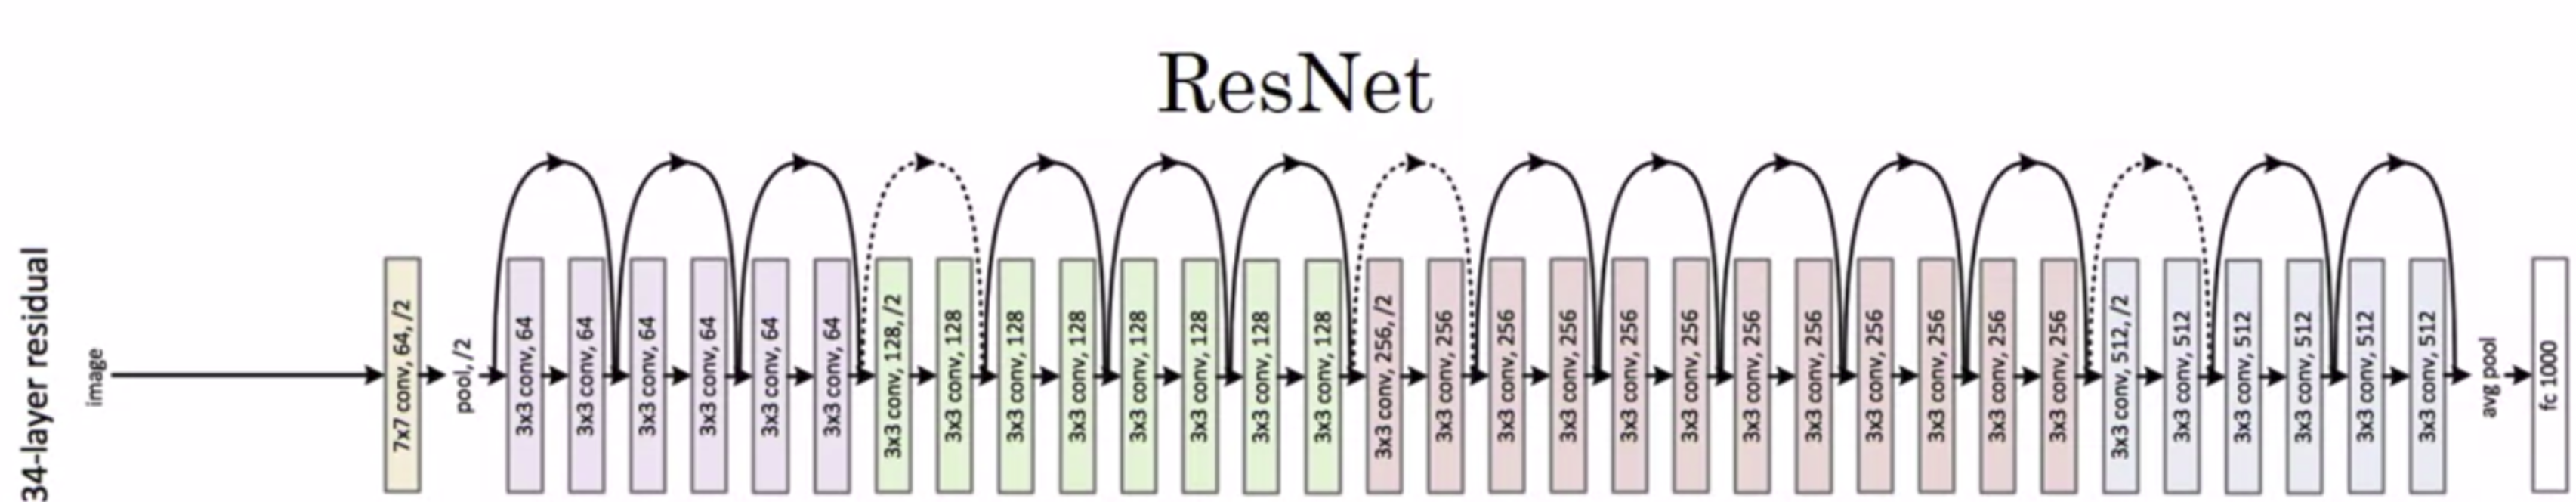 ResNet
34-layer residual
image
7x7 conv, 64, /2
pool, /2
3x3 conv, 64
3x3 conv, 64
3x3 conv, 64
3x3 conv, 64
3x3 conv, 64
3x3 conv, 64
3x3 conv, 128, /2
3x3 conv, 128
3x3 conv, 128
3x3 conv, 128
3x3 conv, 128
3x3 conv, 128
3x3 conv, 128
3x3 conv, 128
3x3 conv, 256, /2
3x3 conv, 256
3x3 conv, 256
3x3 conv, 256
3x3 conv, 256
3x3 conv, 256
3x3 conv, 256
3x3 conv, 256
3x3 conv, 256
3x3 conv, 256
3x3 conv, 256
3x3 conv, 256
3x3 conv, 512, /2
3x3 conv, 512
3x3 conv, 512
3x3 conv, 512
3x3 conv, 512
3x3 conv, 512
avg pool
fc 1000